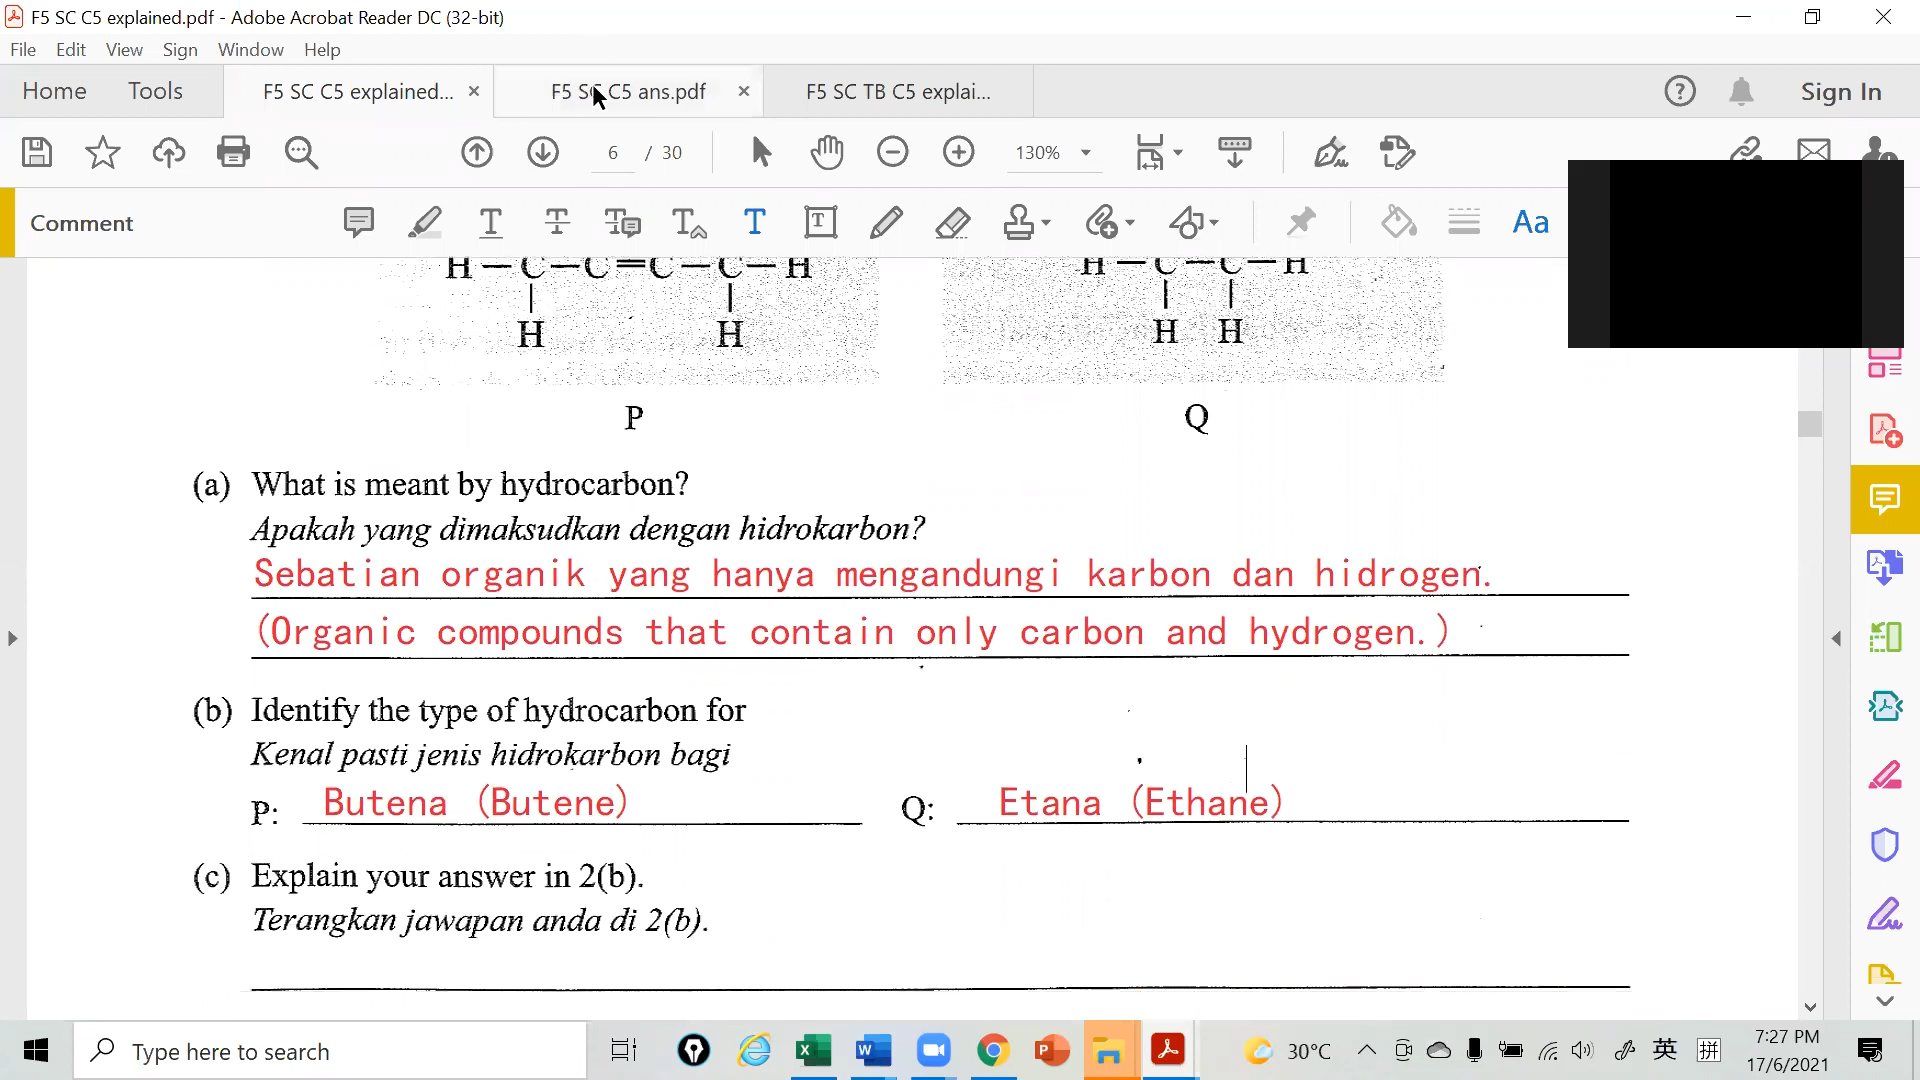 F5 SC C5 explained.pdf - Adobe Acrobat Reader DC (32-bit)
File Edit View Sign Window Help
Home Tools F5 SC C5 explained... × F5 SC C5 ans.pdf × F5 SC TB C5 explai... Sign In
6 / 30 130%
Comment Aa
H — C — C = C — C — H
H H
H — C — C — H
H H
P Q
(a) What is meant by hydrocarbon?
Apakah yang dimaksudkan dengan hidrokarbon?
Sebatian organik yang hanya mengandungi karbon dan hidrogen.
(Organic compounds that contain only carbon and hydrogen.)
(b) Identify the type of hydrocarbon for
Kenal pasti jenis hidrokarbon bagi
P: Butena (Butene) Q: Etana (Ethane)
(c) Explain your answer in 2(b).
Terangkan jawapan anda di 2(b).
Type here to search
30°C 英 拼 7:27 PM
17/6/2021